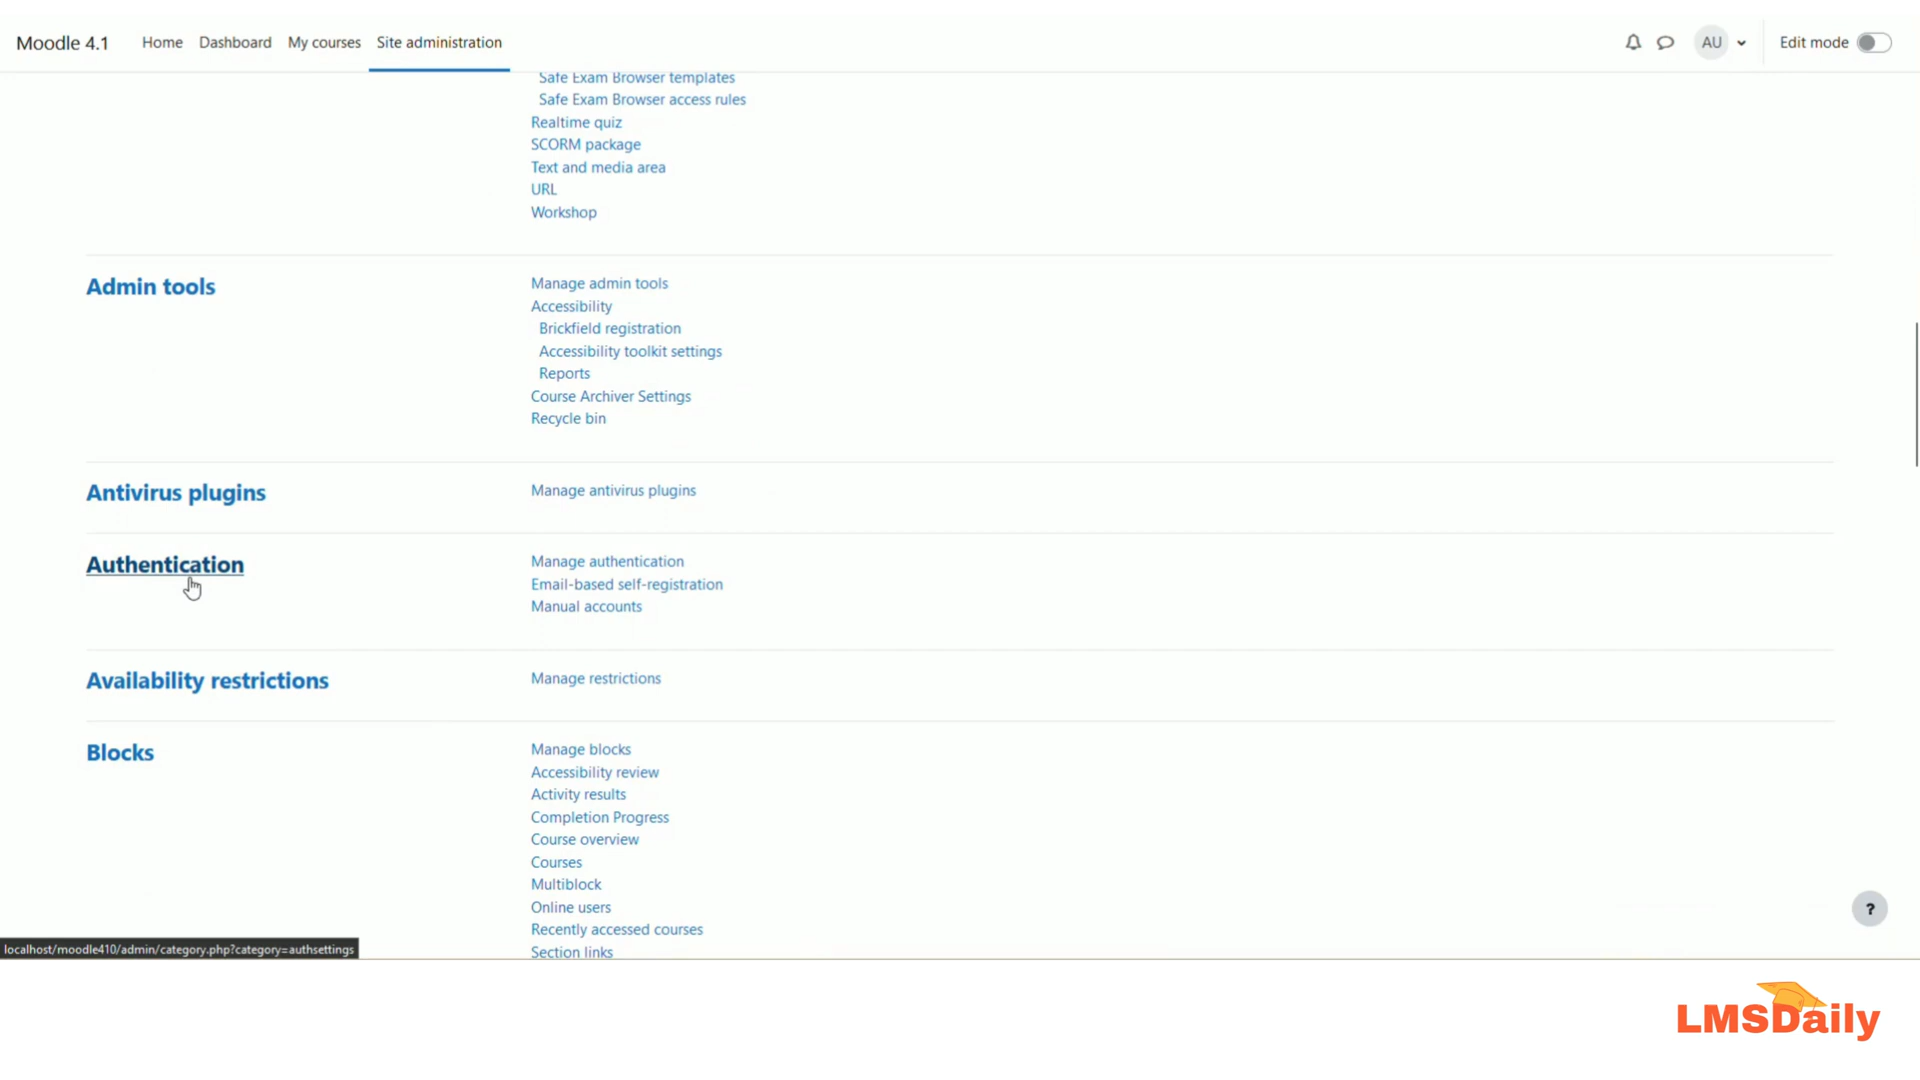 Moodle 4.1 Home Dashboard My courses Site administration AU Edit mode
Safe Exam Browser templates
Safe Exam Browser access rules
Realtime quiz
SCORM package
Text and media area
URL
Workshop
Admin tools
Manage admin tools
Accessibility
Brickfield registration
Accessibility toolkit settings
Reports
Course Archiver Settings
Recycle bin
Antivirus plugins
Manage antivirus plugins
Authentication
Manage authentication
Email-based self-registration
Manual accounts
Availability restrictions
Manage restrictions
Blocks
Manage blocks
Accessibility review
Activity results
Completion Progress
Course overview
Courses
Multiblock
Online users
Recently accessed courses
Section links
?
localhost/moodle410/admin/category.php?category=authsettings
LMSDaily